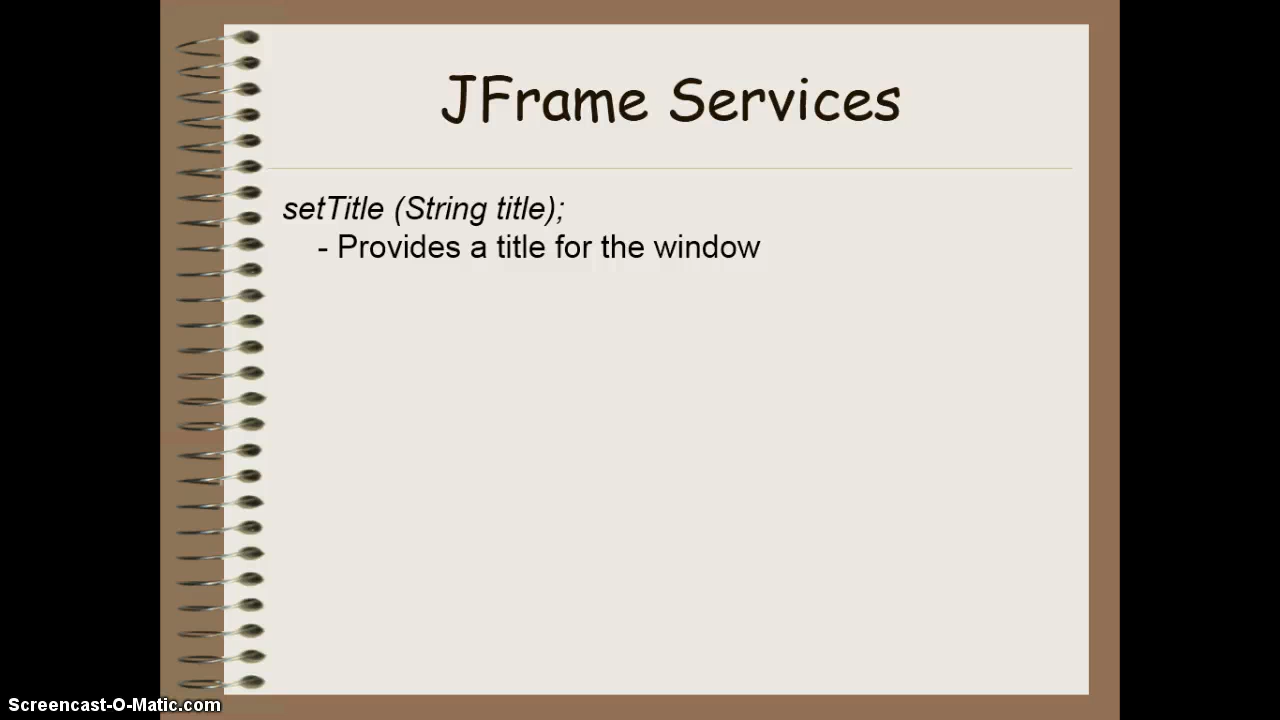 JFrame Services
setTitle (String title);
- Provides a title for the window
Screencast-O-Matic.com